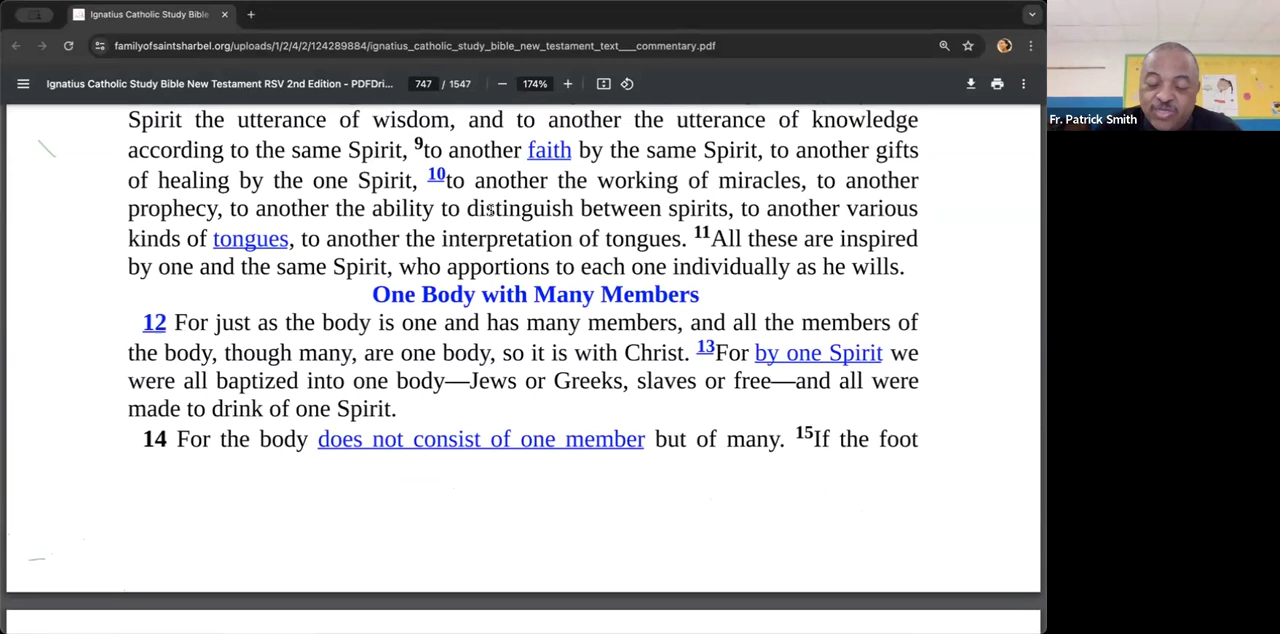 Ignatius Catholic Study Bible
familyofsaintsharbel.org/uploads/1/2/4/2/124289884/ignatius_catholic_study_bible_new_testament_text___commentary.pdf
Ignatius Catholic Study Bible New Testament RSV 2nd Edition - PDFDri... 747 / 1547 174%
Fr. Patrick Smith
Spirit the utterance of wisdom, and to another the utterance of knowledge
according to the same Spirit, 9to another faith by the same Spirit, to another gifts
of healing by the one Spirit, 10to another the working of miracles, to another
prophecy, to another the ability to distinguish between spirits, to another various
kinds of tongues, to another the interpretation of tongues. 11All these are inspired
by one and the same Spirit, who apportions to each one individually as he wills.
One Body with Many Members
12 For just as the body is one and has many members, and all the members of
the body, though many, are one body, so it is with Christ. 13For by one Spirit we
were all baptized into one body—Jews or Greeks, slaves or free—and all were
made to drink of one Spirit.
14 For the body does not consist of one member but of many. 15If the foot